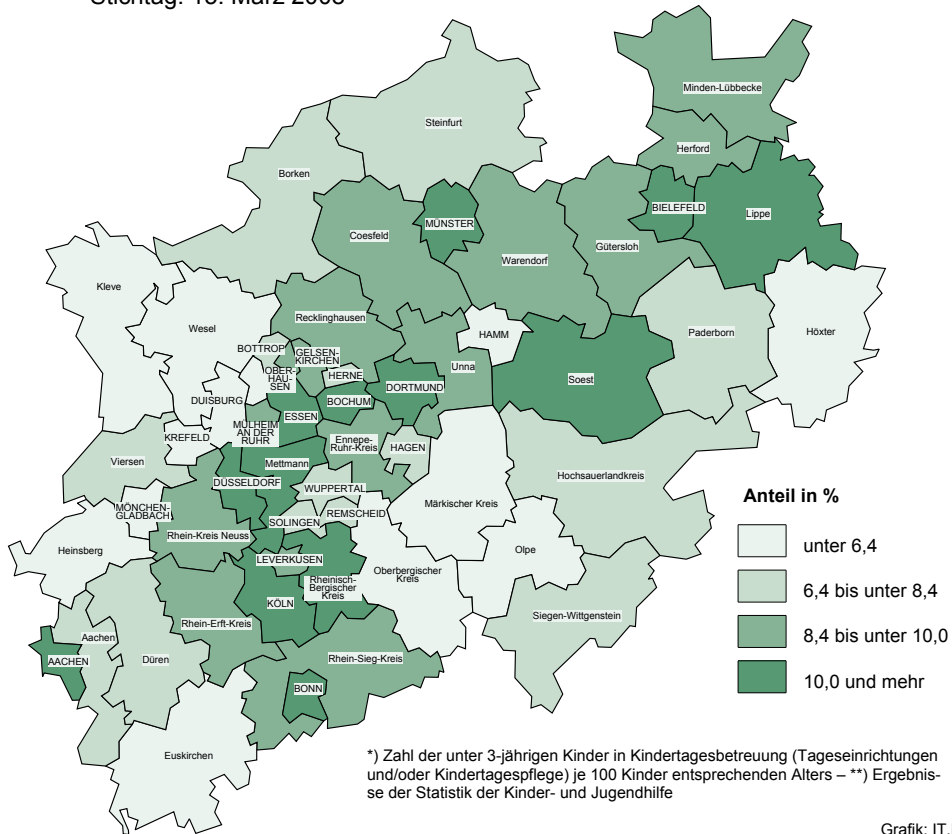 Stichtag: 15. März 2008
Minden-Lübbecke
Steinfurt
Herford
Borken
BIELEFELD
Lippe
MÜNSTER
Coesfeld
Gütersloh
Warendorf
Kleve
Wesel
Recklinghausen
HAMM
Paderborn
Höxter
BOTTROP
GELSEN-
KIRCHEN
OBER-
HAU-
SEN
HERNE
Unna
Soest
DORTMUND
DUISBURG
BOCHUM
ESSEN
MÜLHEIM
AN DER
RUHR
KREFELD
Ennepe-
Ruhr-Kreis
HAGEN
Viersen
Mettmann
Hochsauerlandkreis
DÜSSELDORF
WUPPERTAL
Märkischer Kreis
MÖNCHEN-
GLADBACH
REMSCHEID
SOLINGEN
Rhein-Kreis Neuss
Heinsberg
LEVERKUSEN
Olpe
Oberbergischer
Kreis
Rheinisch-
Bergischer
Kreis
KÖLN
Siegen-Wittgenstein
Rhein-Erft-Kreis
Aachen
AACHEN
Düren
Rhein-Sieg-Kreis
BONN
Euskirchen
Anteil in %
unter 6,4
6,4 bis unter 8,4
8,4 bis unter 10,0
10,0 und mehr
*) Zahl der unter 3-jährigen Kinder in Kindertagesbetreuung (Tageseinrichtungen
und/oder Kindertagespflege) je 100 Kinder entsprechenden Alters – **) Ergebnis-
se der Statistik der Kinder- und Jugendhilfe
Grafik: IT.